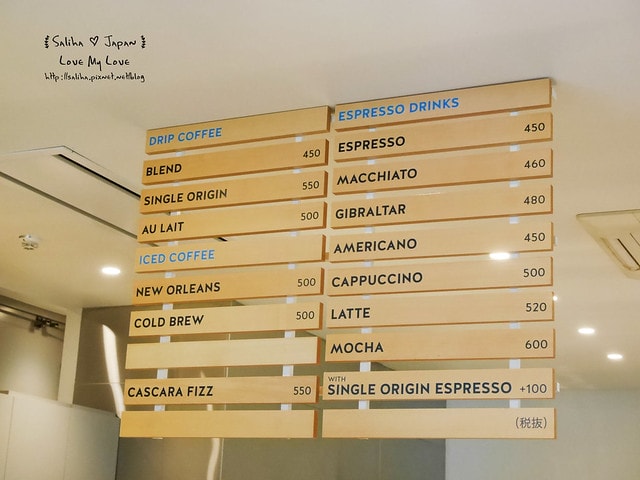 Saliha ♡ Japan
Love My Love
http://saliha.pixnet.net/blog
DRIP COFFEE
BLEND 450
SINGLE ORIGIN 550
AU LAIT 500
ICED COFFEE
NEW ORLEANS 500
COLD BREW 500
CASCARA FIZZ 550
ESPRESSO DRINKS
ESPRESSO 450
MACCHIATO 460
GIBRALTAR 480
AMERICANO 450
CAPPUCCINO 500
LATTE 520
MOCHA 600
WITH
SINGLE ORIGIN ESPRESSO +100
(税抜)